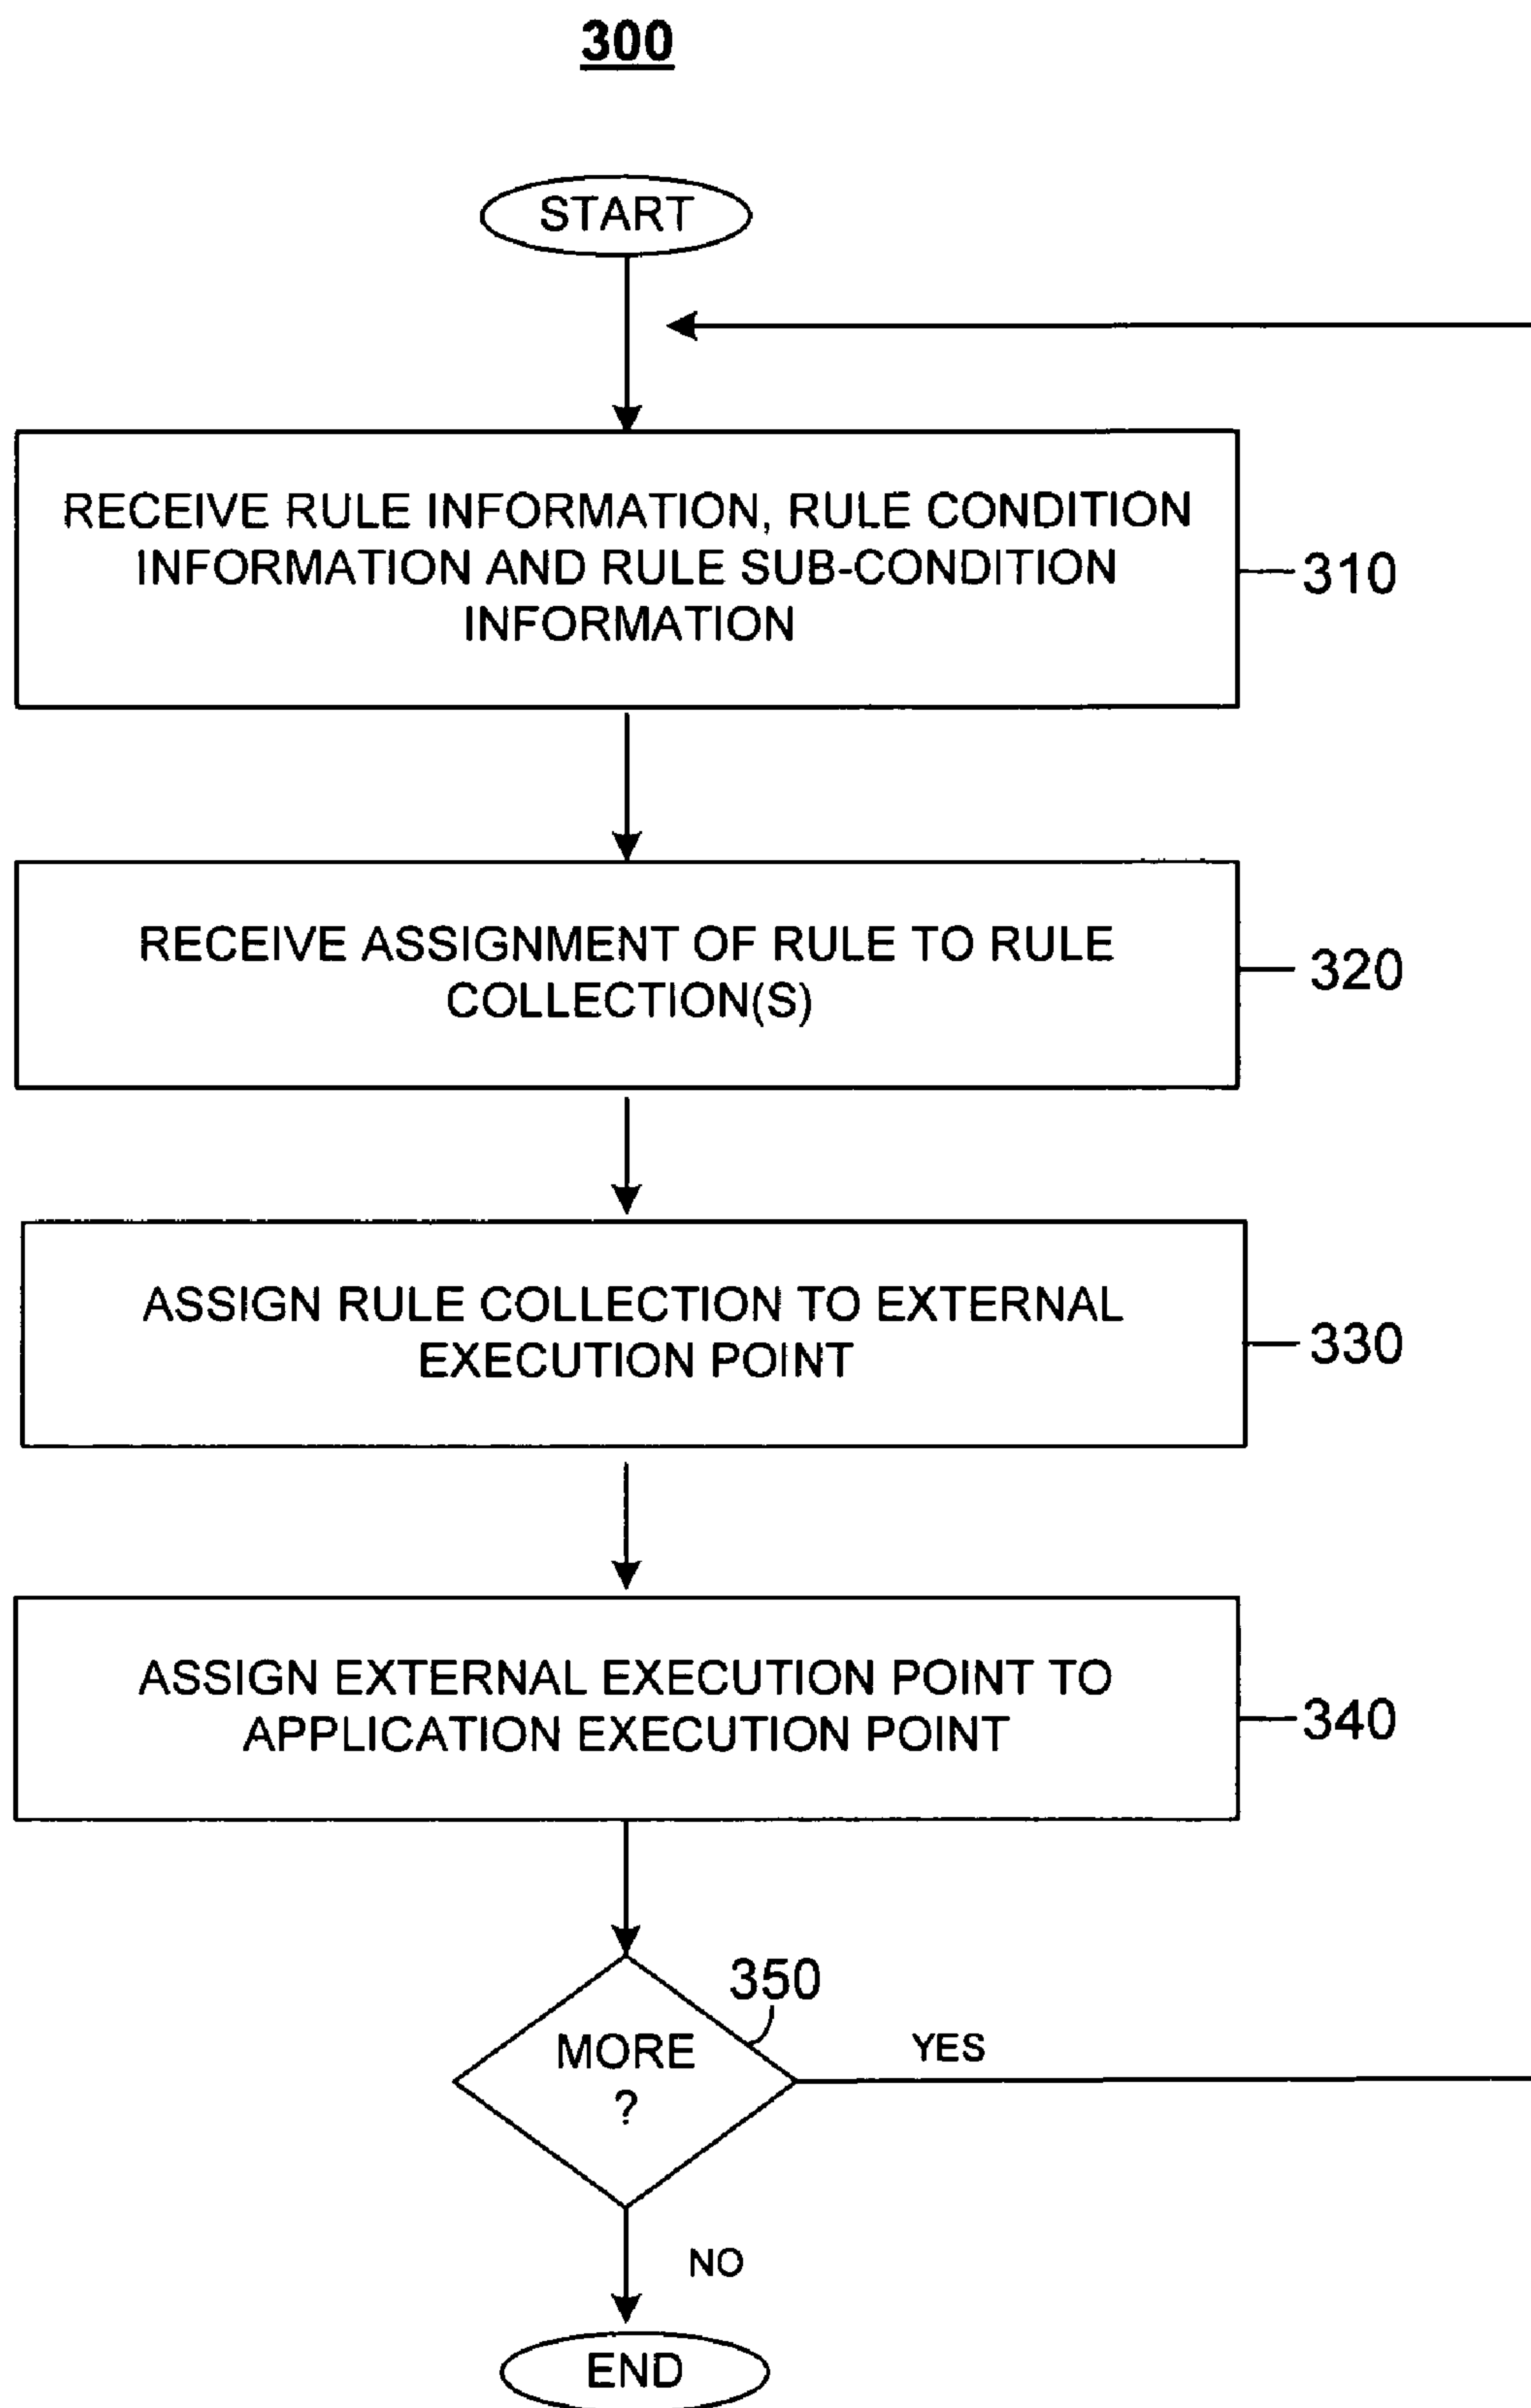 300
START
RECEIVE RULE INFORMATION, RULE CONDITION
INFORMATION AND RULE SUB-CONDITION
INFORMATION
310
RECEIVE ASSIGNMENT OF RULE TO RULE
COLLECTION(S)
320
ASSIGN RULE COLLECTION TO EXTERNAL
EXECUTION POINT
330
ASSIGN EXTERNAL EXECUTION POINT TO
APPLICATION EXECUTION POINT
340
350
MORE
?
YES
NO
END